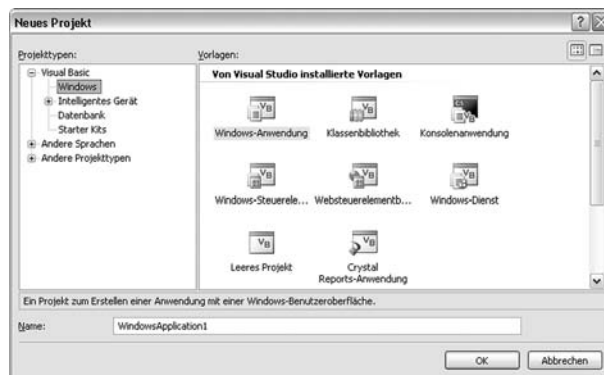 Neues Projekt
Projekttypen:
Visual Basic
Windows
Intelligentes Gerät
Datenbank
Starter Kits
Andere Sprachen
Andere Projekttypen
Vorlagen:
Von Visual Studio installierte Vorlagen
Windows-Anwendung
Klassenbibliothek
Konsolenanwendung
Windows-Steuerele...
Websteuerelementb...
Windows-Dienst
Leeres Projekt
Crystal
Reports-Anwendung
Ein Projekt zum Erstellen einer Anwendung mit einer Windows-Benutzeroberfläche.
Name:
WindowsApplication1
OK
Abbrechen